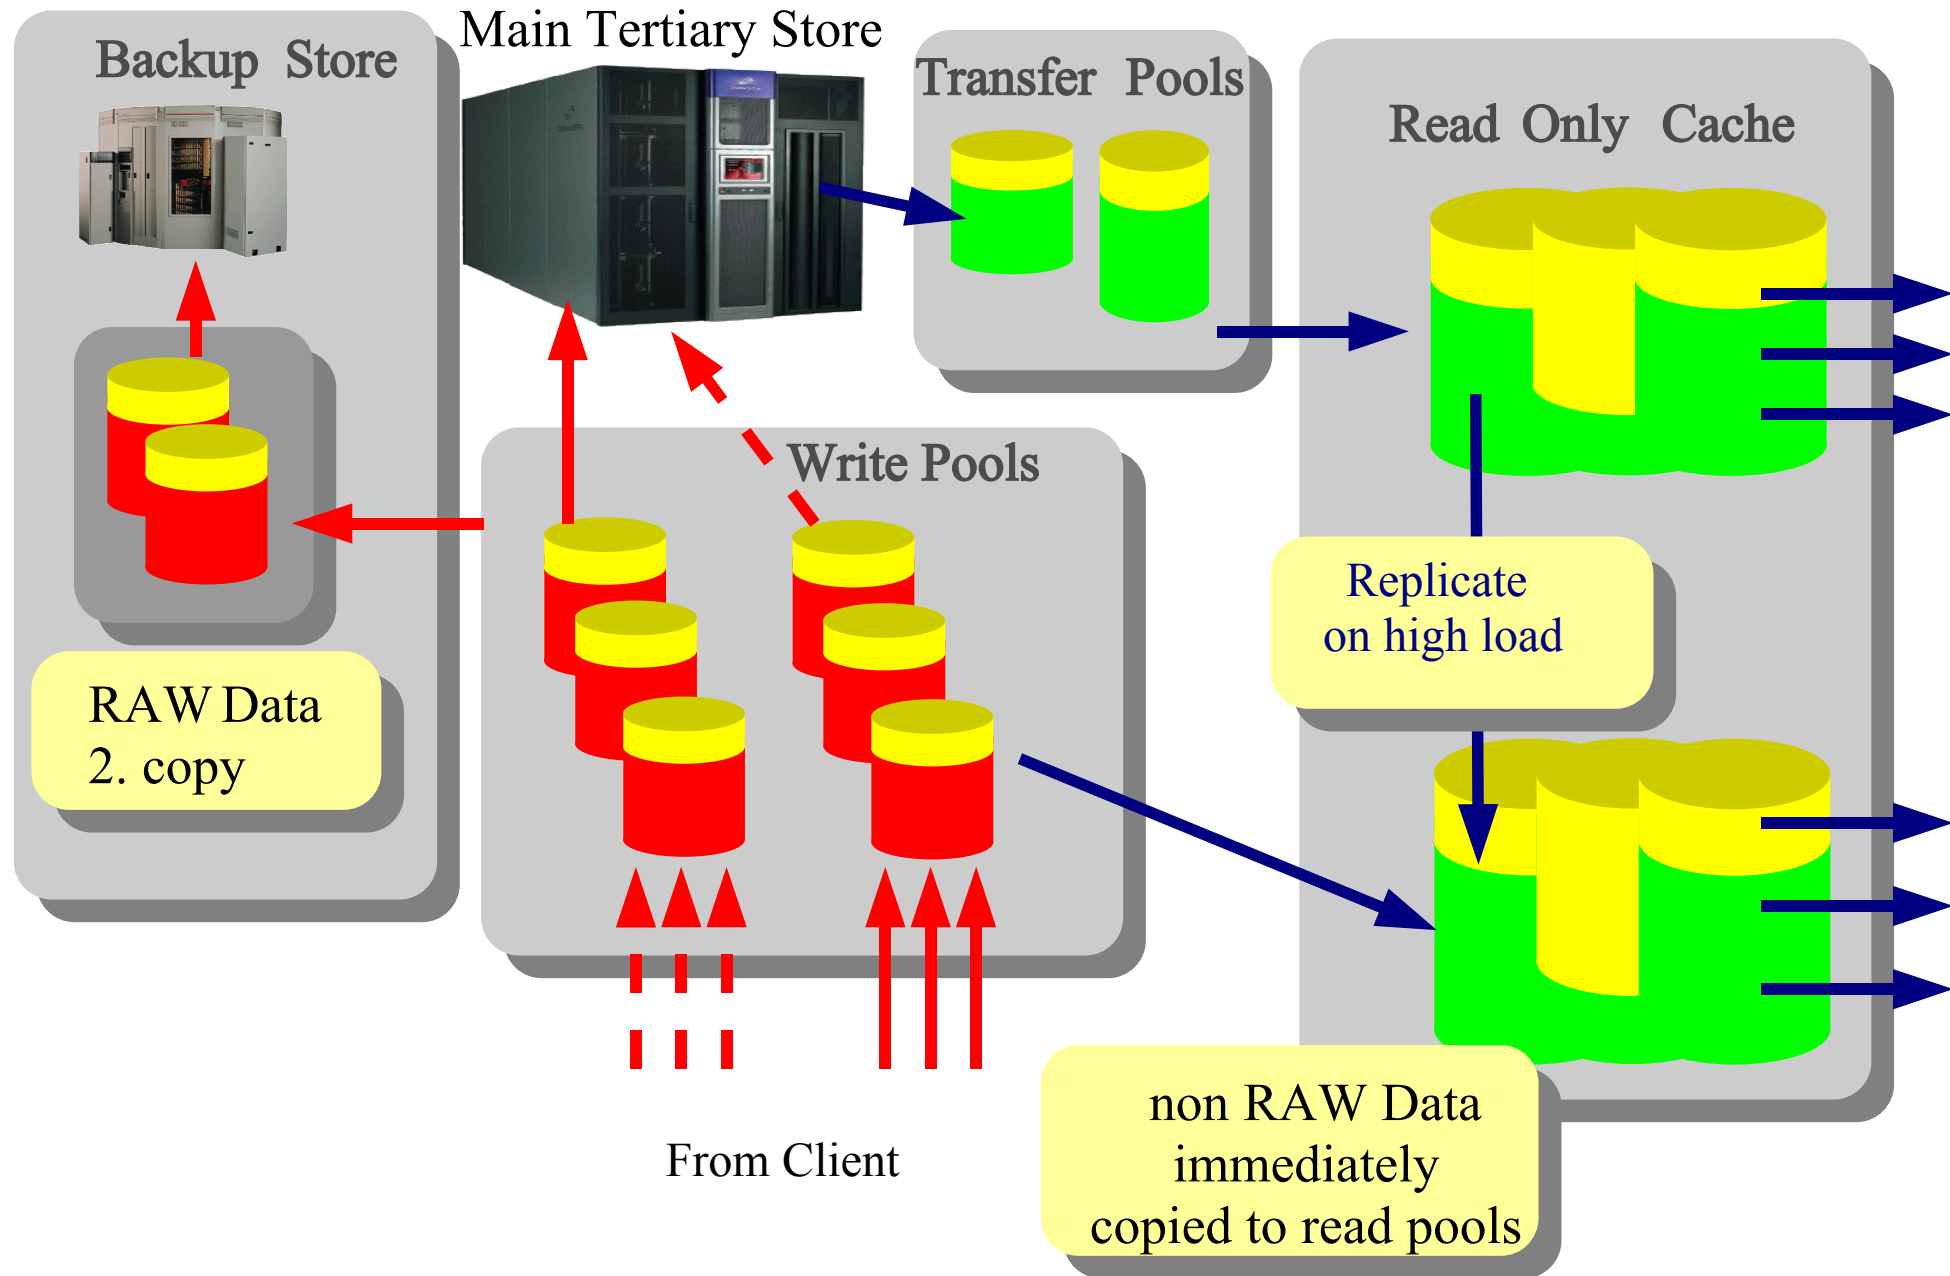 Main Tertiary Store
Backup Store
Transfer Pools
Read Only Cache
Write Pools
Replicate
on high load
RAW Data
2. copy
non RAW Data
immediately
copied to read pools
From Client